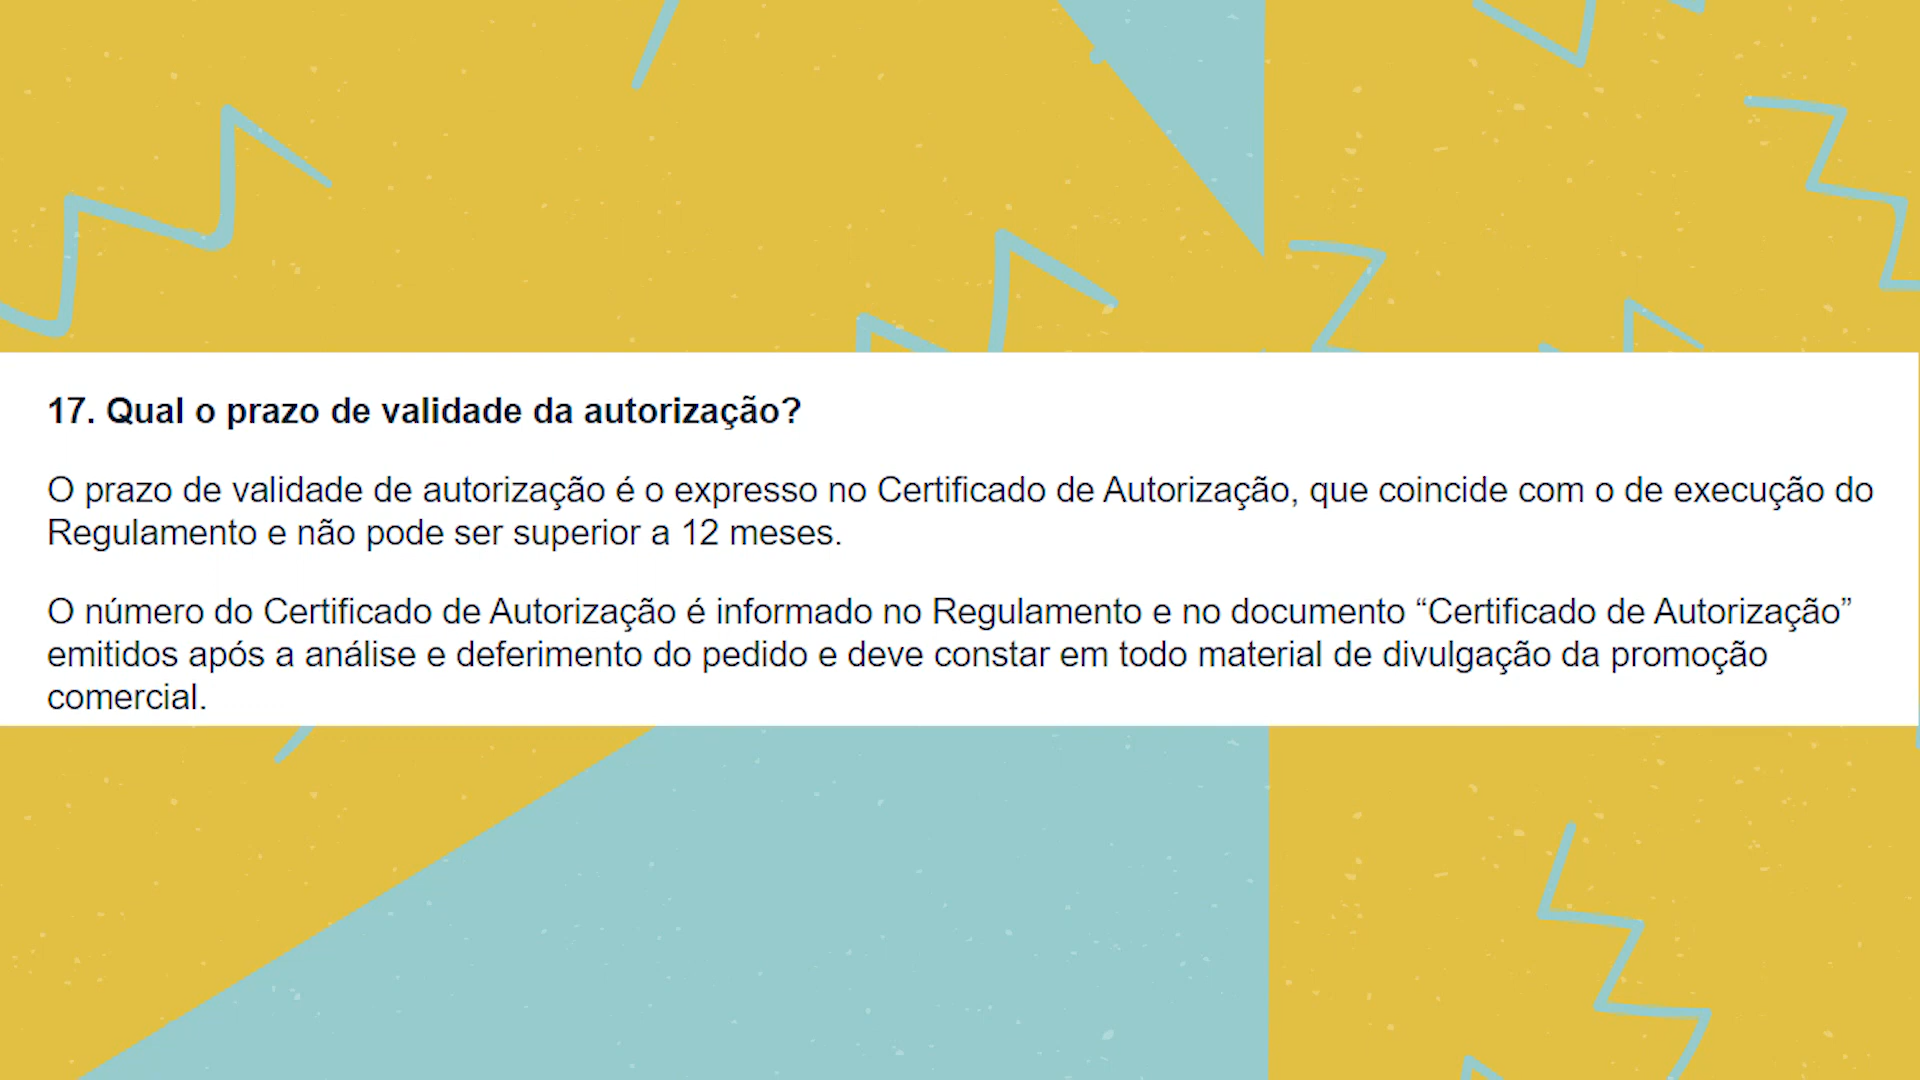 17. Qual o prazo de validade da autorização?
O prazo de validade de autorização é o expresso no Certificado de Autorização, que coincide com o de execução do
Regulamento e não pode ser superior a 12 meses.
O número do Certificado de Autorização é informado no Regulamento e no documento “Certificado de Autorização”
emitidos após a análise e deferimento do pedido e deve constar em todo material de divulgação da promoção
comercial.